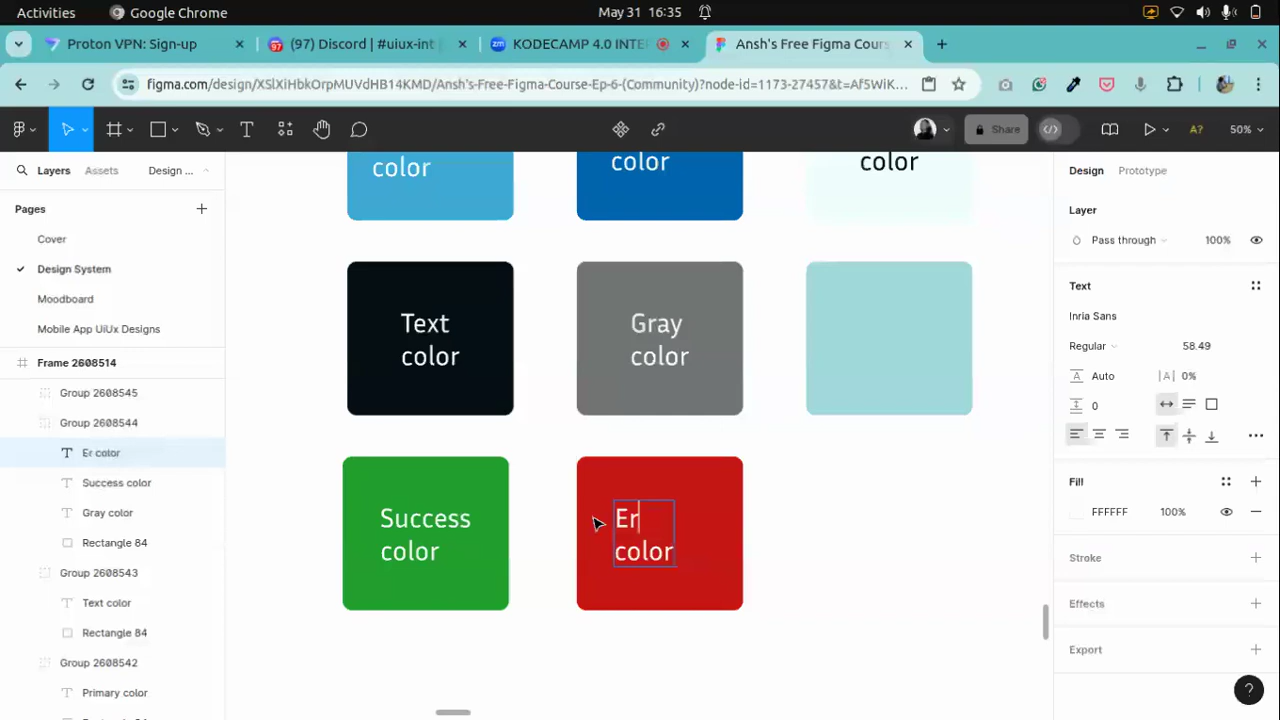 Activities
Google Chrome
May 31 16:35
Proton VPN: Sign-up
97
(97) Discord | #uiux-int
zm
KODECAMP 4.0 INTE
Ansh's Free Figma Cours
figma.com/design/XSlXiHbkOrpMUVdHB14KMD/Ansh's-Free-Figma-Course-Ep-6-(Community)?node-id=1173-27457&t=Af5WiK...
Share
A?
50%
Layers
Assets
Design ...
Pages
Cover
Design System
Moodboard
Mobile App UiUx Designs
Frame 2608514
Group 2608545
Group 2608544
Er color
Success color
Gray color
Rectangle 84
Group 2608543
Text color
Rectangle 84
Group 2608542
Primary color
color
color
color
Text
color
Gray
color
Success
color
Er
color
Design
Prototype
Layer
Pass through
100%
Text
Inria Sans
Regular
58.49
Auto
0%
0
Fill
FFFFFF
100%
Stroke
Effects
Export
?